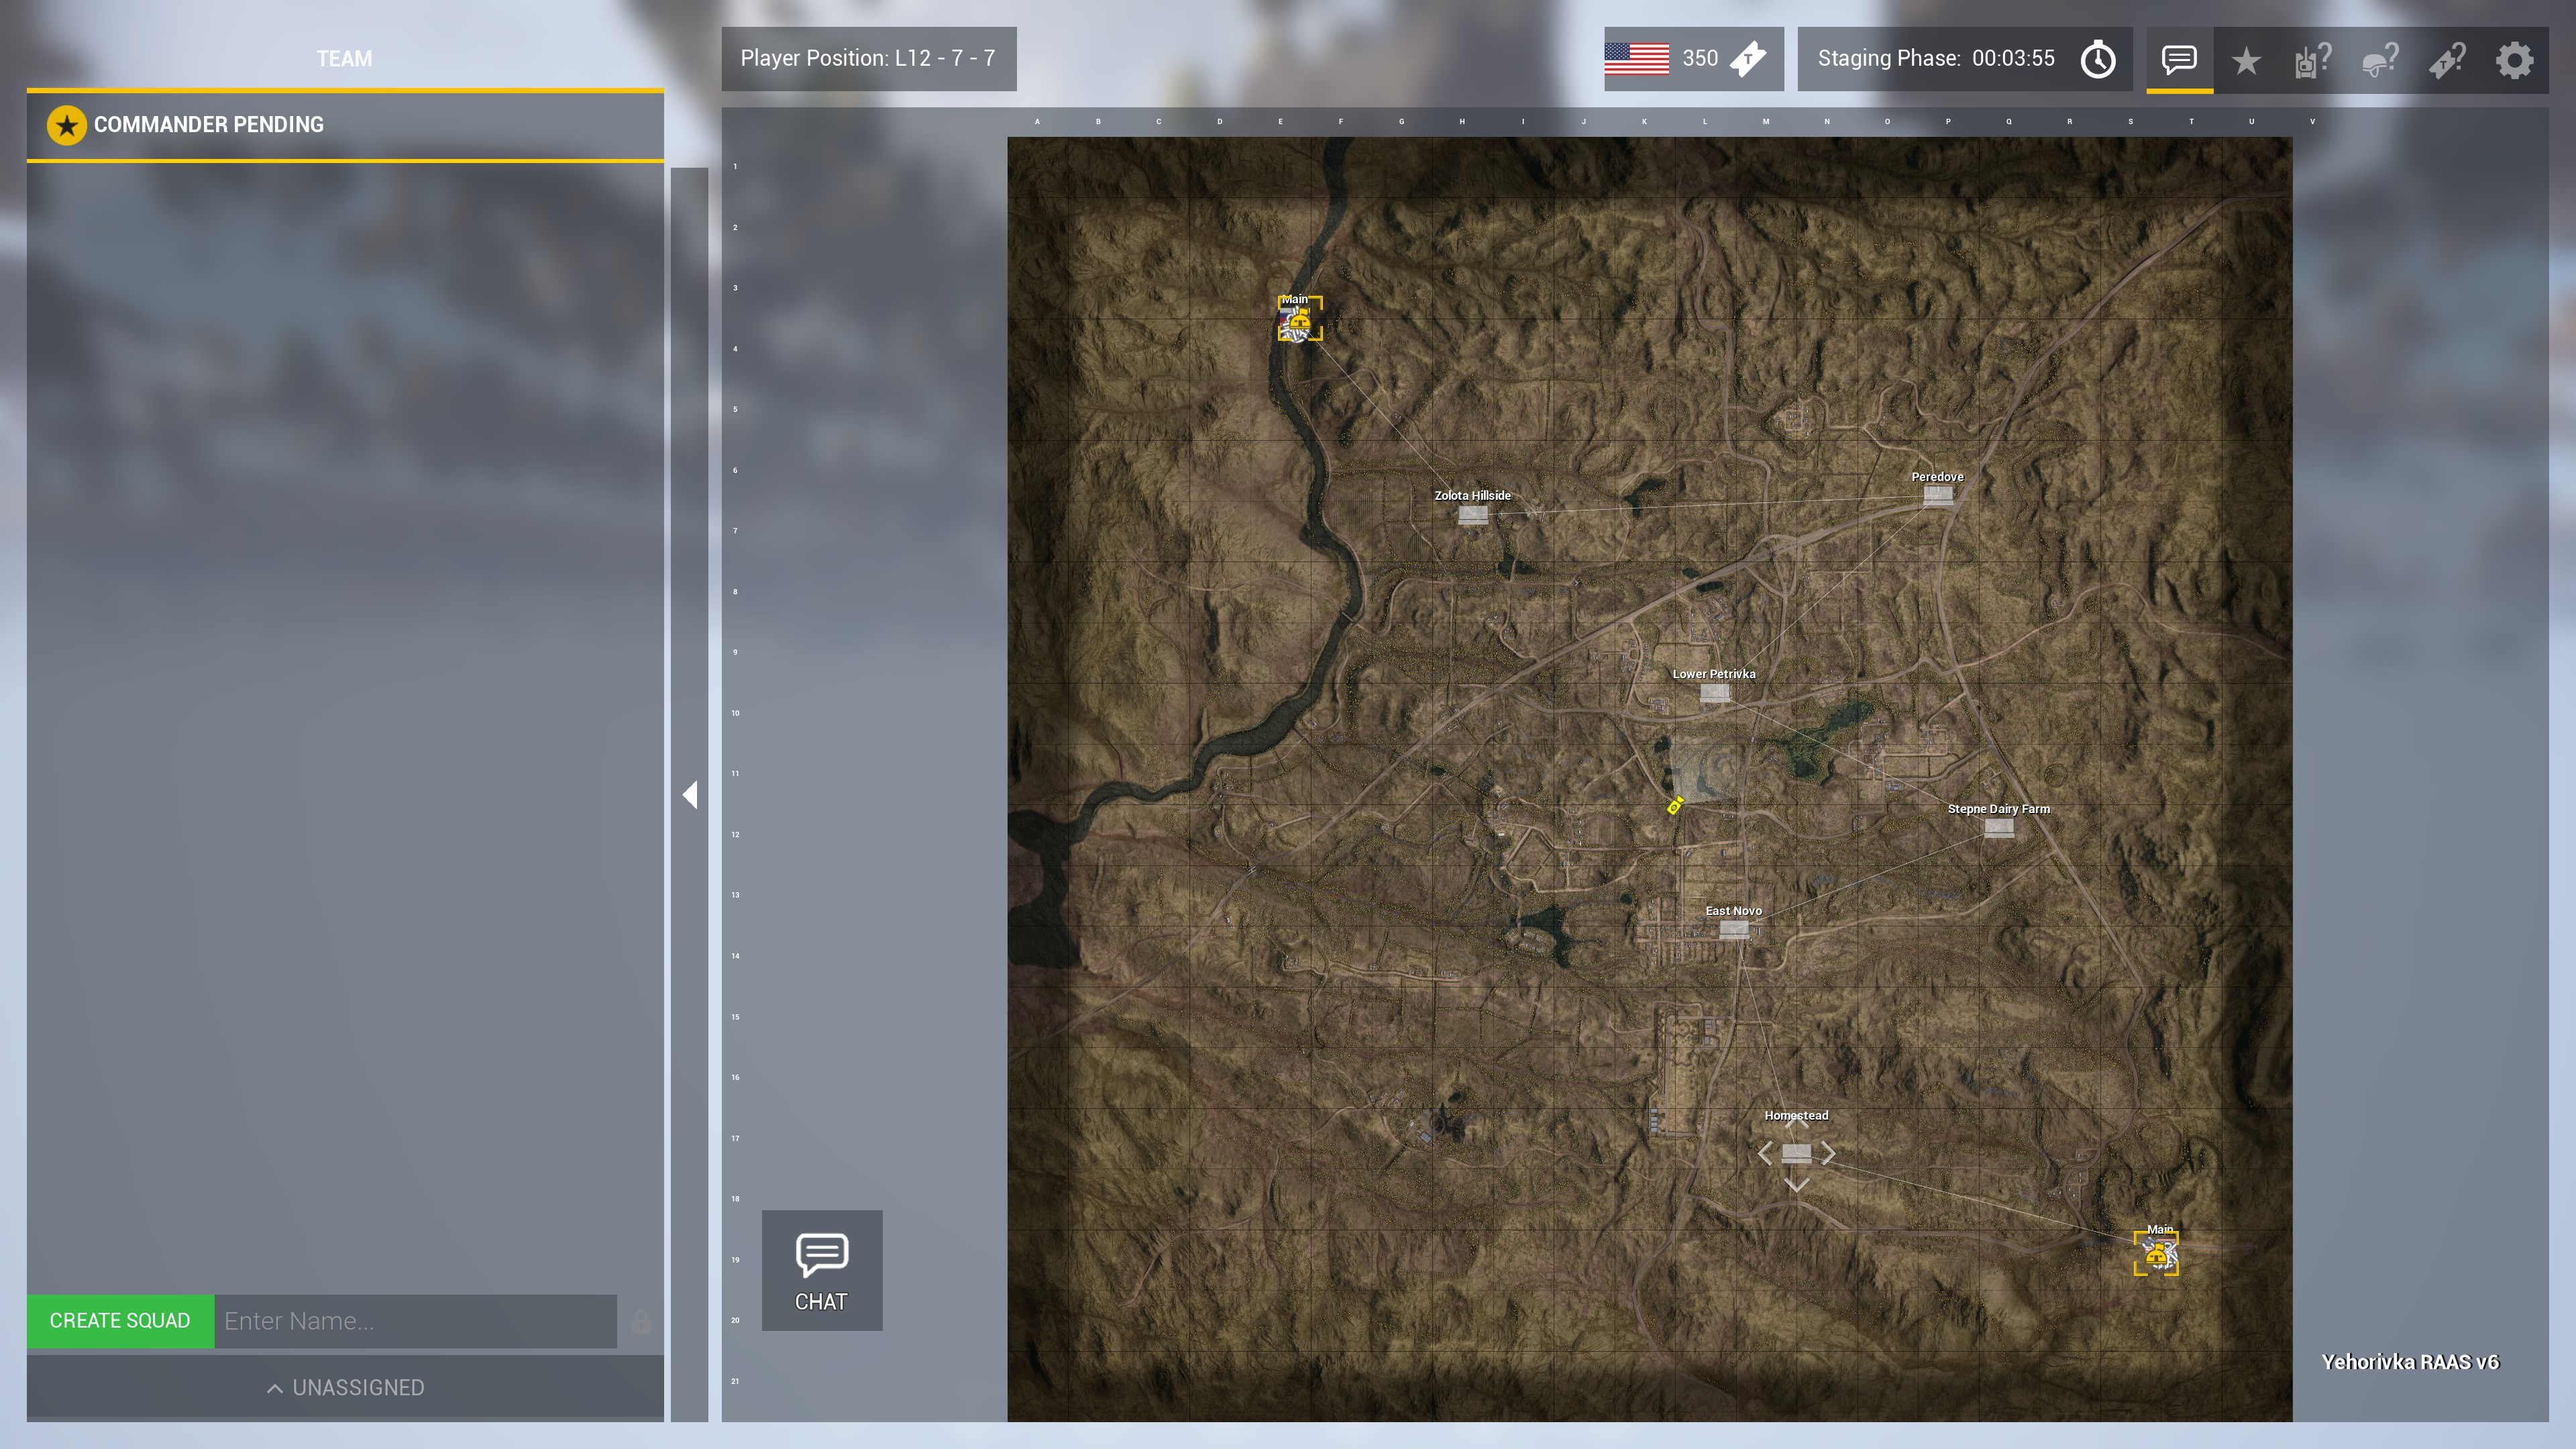 TEAM
Player Position: L12 - 7 - 7
350
T
Staging Phase: 00:03:55
?
?
T?
COMMANDER PENDING
A B C D E F G H I J K L M N O P Q R S T U V
1
2
3
4
5
6
7
8
9
10
11
12
13
14
15
16
17
18
19
20
21
Main
Peredove
Zolota Hillside
Lower Petrivka
Stepne Dairy Farm
East Novo
Homestead
Main
CHAT
CREATE SQUAD Enter Name...
UNASSIGNED
Yehorivka RAAS v6